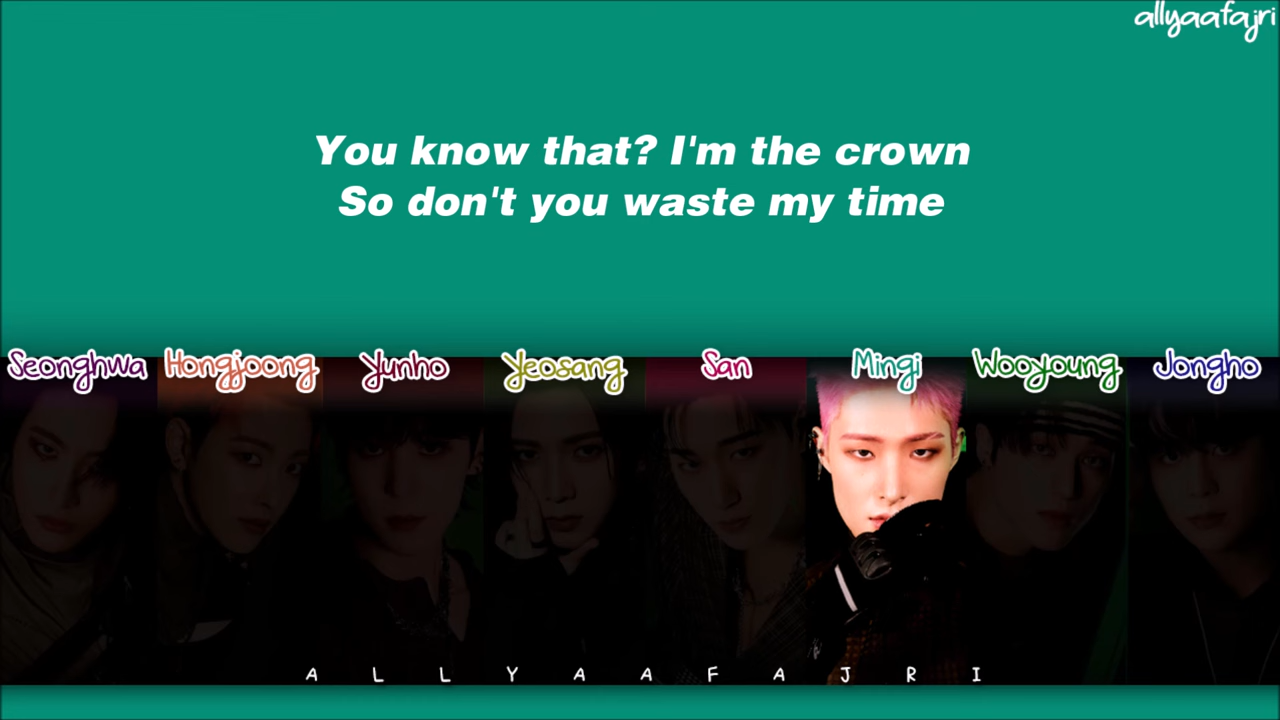 allyaafajri
You know that? I'm the crown
So don't you waste my time
Seonghwa Hongjoong Yunho Yeosang San Mingi Wooyoung Jongho
A L L Y A A F A J R I